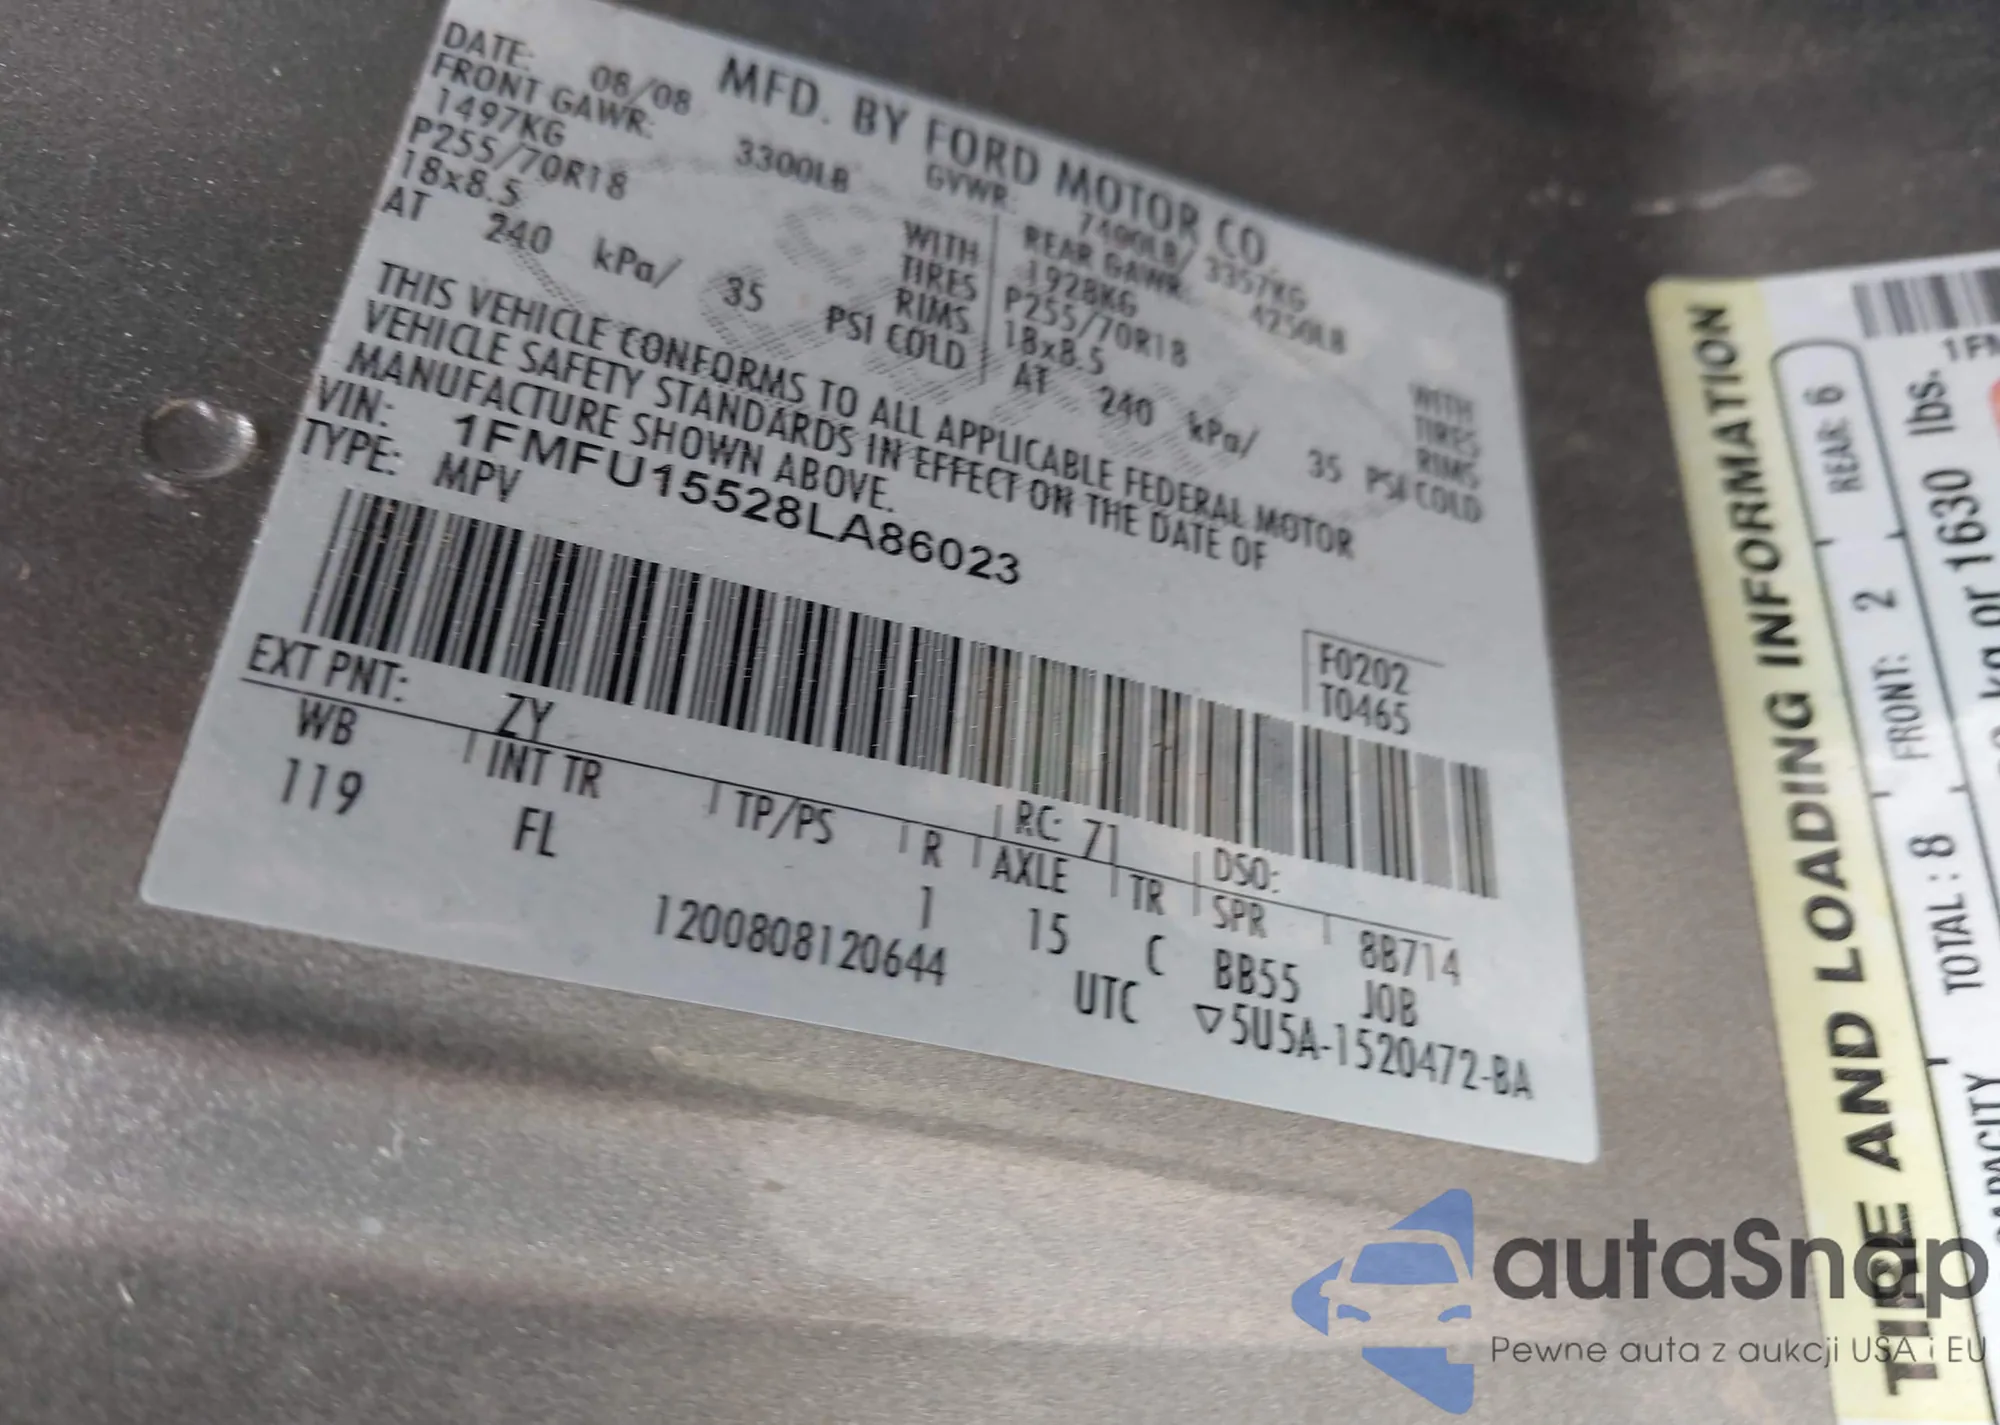 MFD. BY FORD MOTOR CO.
DATE: 08/08 GVWR: 7400LB/ 3357KG
FRONT GAWR: 3300LB REAR GAWR: 4250LB
1497KG WITH 1928KG WITH
P255/70R18 TIRES P255/70R18 TIRES
18x8.5 RIMS 18x8.5 RIMS
AT 240 kPa/ 35 PSI COLD AT 240 kPa/ 35 PSI COLD
THIS VEHICLE CONFORMS TO ALL APPLICABLE FEDERAL MOTOR
VEHICLE SAFETY STANDARDS IN EFFECT ON THE DATE OF
MANUFACTURE SHOWN ABOVE.
VIN: 1FMFU15528LA86023
TYPE: MPV
F0202
T0465
EXT PNT: ZY RC: 71 DSO:
WB INT TR TP/PS R AXLE TR SPR 8B714
119 FL 1 15 C BB55 JOB
1200808120644 UTC ▽5U5A-1520472-BA
TIRE AND LOADING INFORMATION
TOTAL: 8 FRONT: 2 REAR: 6
kg or 1630 lbs.
1FM
autaSnap
Pewne auta z aukcji USA i EU